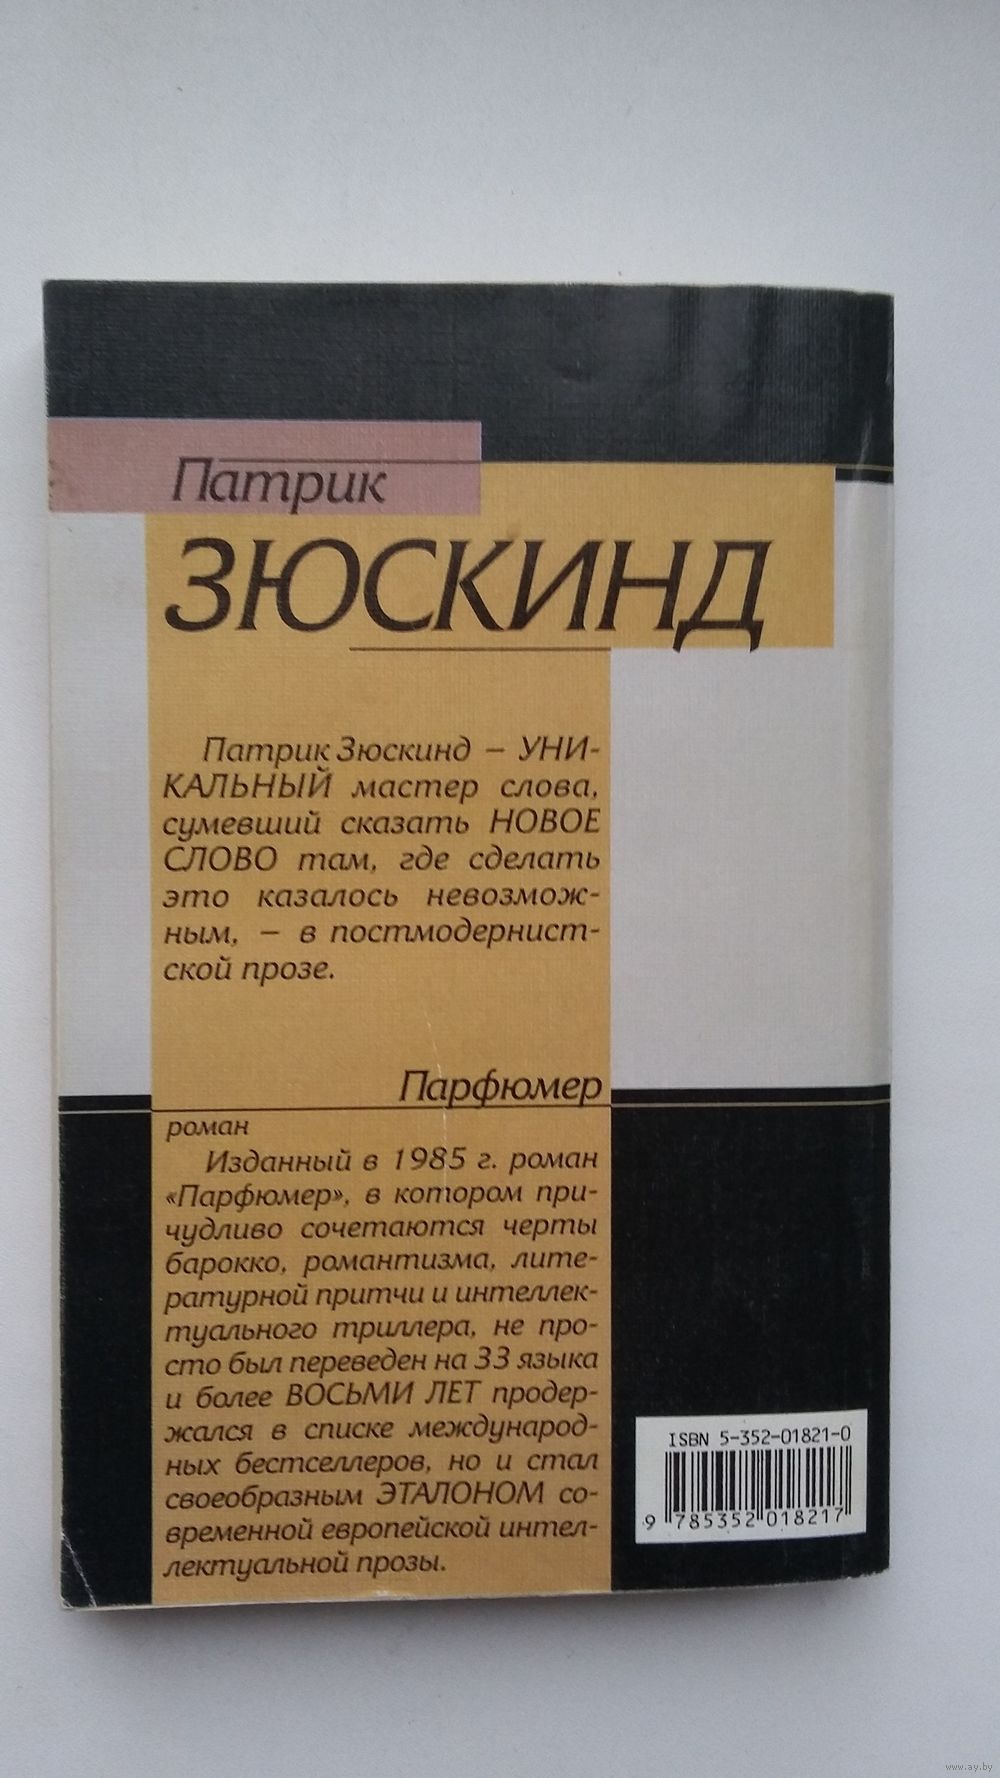 Патрик
ЗЮСКИНД
Патрик Зюскинд – УНИ-
КАЛЬНЫЙ мастер слова,
сумевший сказать НОВОЕ
СЛОВО там, где сделать
это казалось невозмож-
ным, – в постмодернист-
ской прозе.
Парфюмер
роман
Изданный в 1985 г. роман
«Парфюмер», в котором при-
чудливо сочетаются черты
барокко, романтизма, лите-
ратурной притчи и интеллек-
туального триллера, не про-
сто был переведен на 33 языка
и более ВОСЬМИ ЛЕТ продер-
жался в списке международ-
ных бестселлеров, но и стал
своеобразным ЭТАЛОНОМ со-
временной европейской интел-
лектуальной прозы.
ISBN 5-352-01821-0
9 785352 018217
www.ay.by